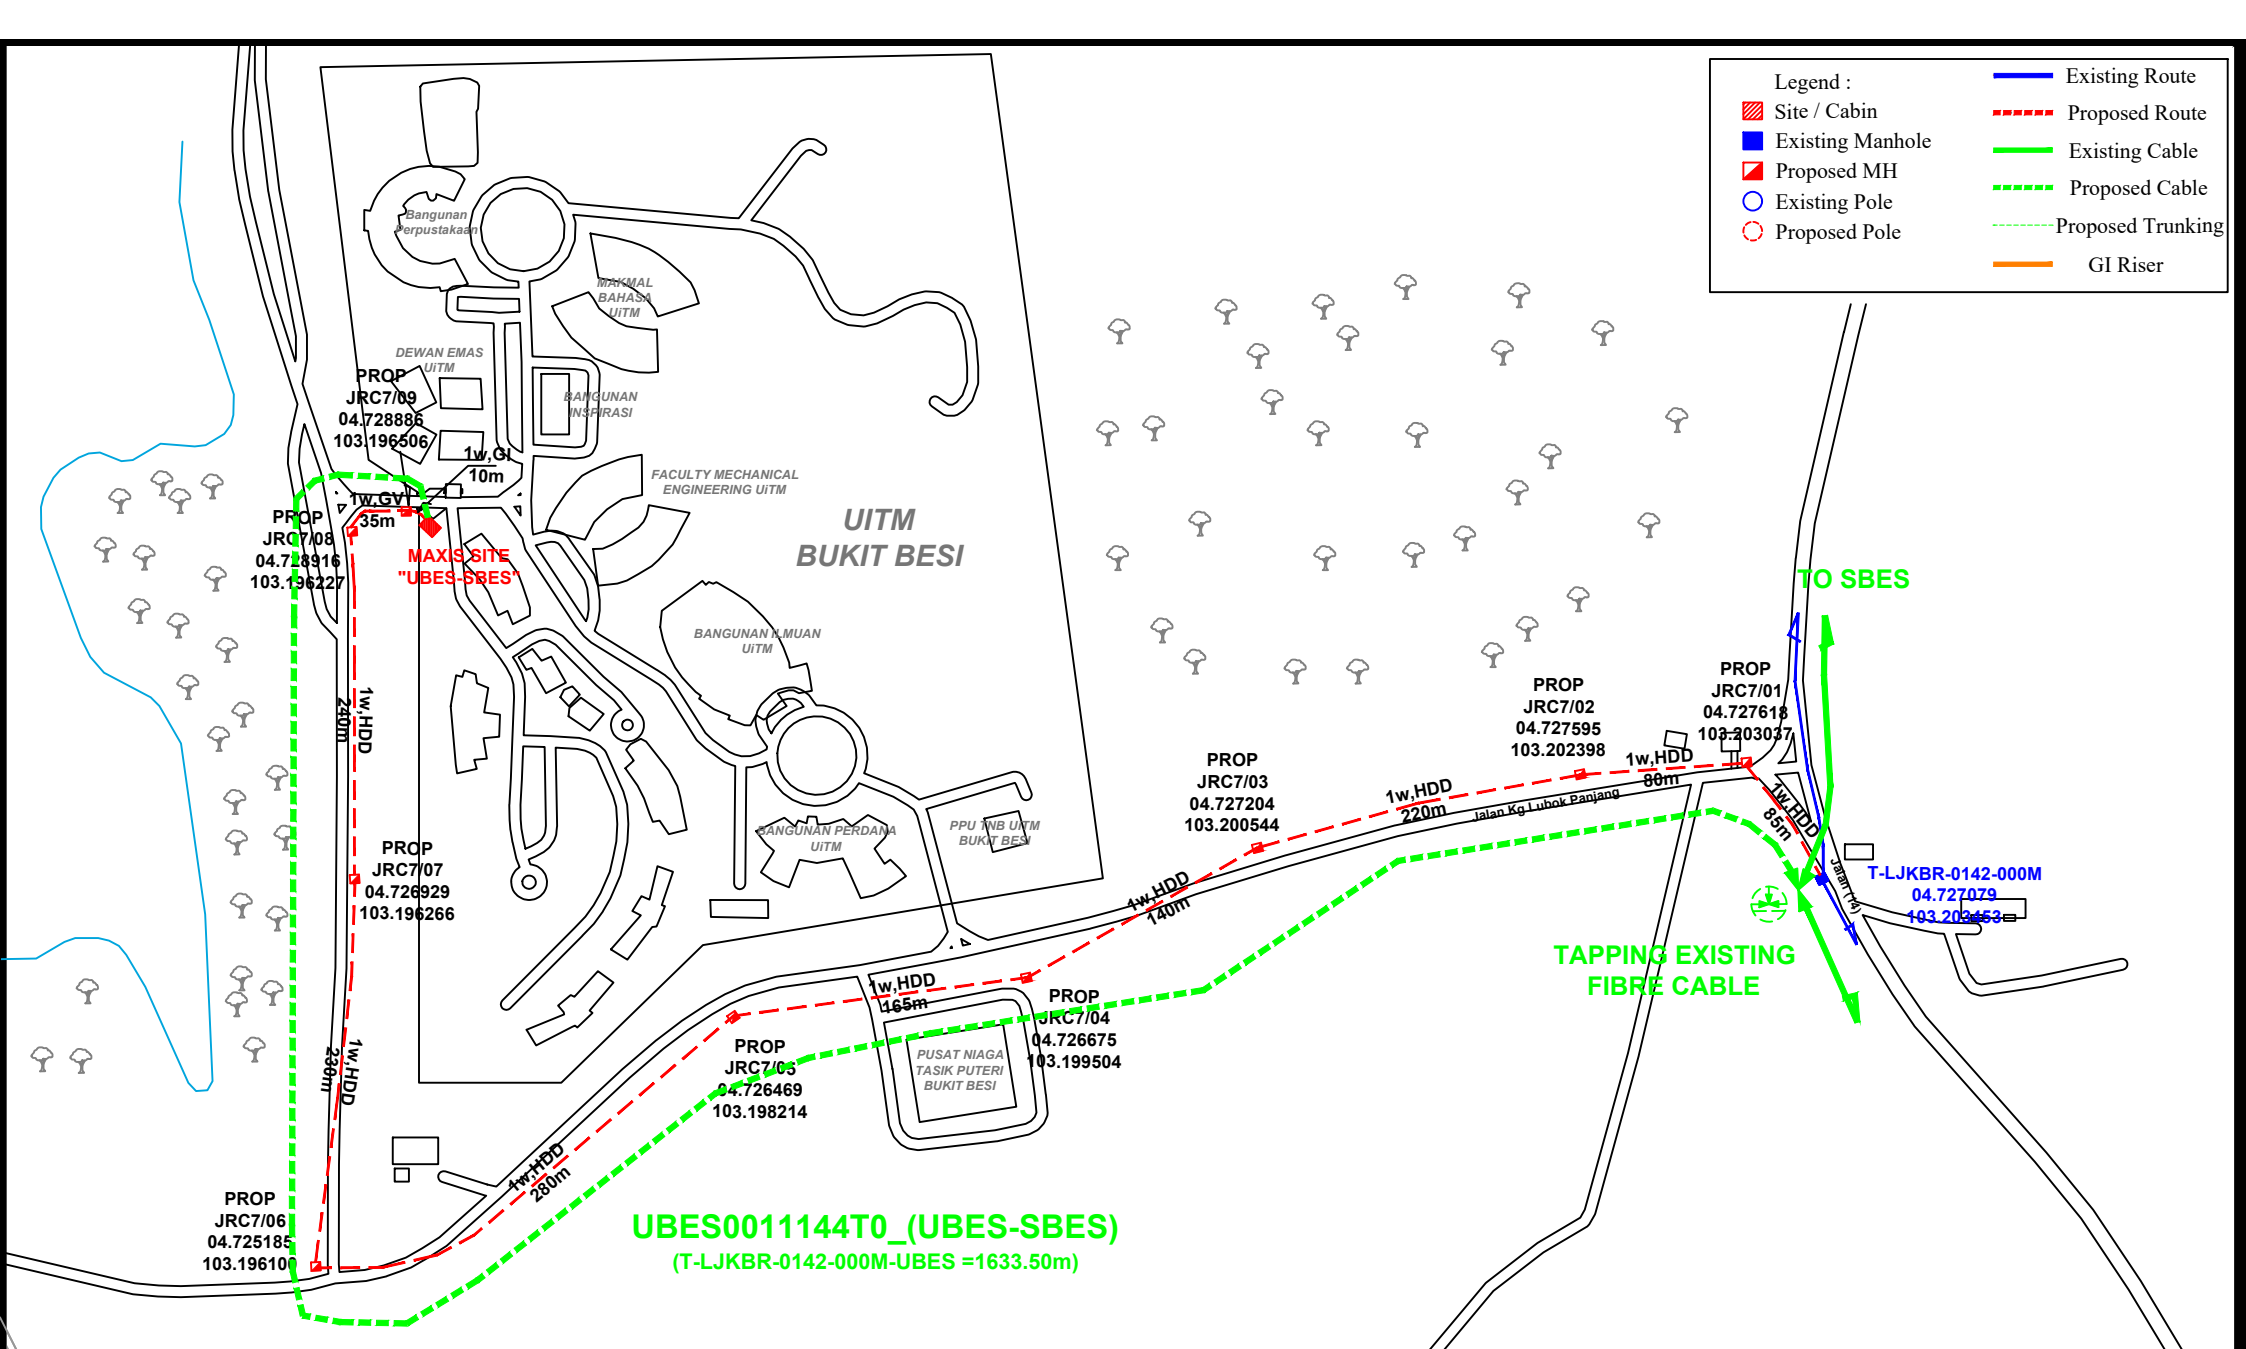 Legend :
Site / Cabin
Existing Manhole
Proposed MH
Existing Pole
Proposed Pole
Existing Route
Proposed Route
Existing Cable
Proposed Cable
Proposed Trunking
GI Riser
Bangunan
Perpustakaan
MAKMAL
BAHASA
UiTM
DEWAN EMAS
UiTM
BANGUNAN
INSPIRASI
PROP
JRC7/09
04.728886
103.196506
1w,GI
10m
FACULTY MECHANICAL
ENGINEERING UiTM
1w,GV
35m
PROP
JRC7/08
04.728916
103.196227
MAXIS SITE
"UBES-SBES"
UITM
BUKIT BESI
TO SBES
BANGUNAN ILMUAN
UiTM
1w,HDD
240m
PROP
JRC7/01
04.727618
103.203037
PROP
JRC7/02
04.727595
103.202398
PROP
JRC7/03
04.727204
103.200544
1w,HDD
80m
1w,HDD
220m
Jalan Kg Lubok Panjang
1w,HDD
85m
BANGUNAN PERDANA
UiTM
PPU TNB UiTM
BUKIT BESI
PROP
JRC7/07
04.726929
103.196266
1w,HDD
140m
Jalan (14)
T-LJKBR-0142-000M
04.727079
103.203453
TAPPING EXISTING
FIBRE CABLE
1w,HDD
165m
PROP
JRC7/04
04.726675
103.199504
PROP
JRC7/05
04.726469
103.198214
PUSAT NIAGA
TASIK PUTERI
BUKIT BESI
1w,HDD
230m
1w,HDD
280m
PROP
JRC7/06
04.725185
103.196100
UBES0011144T0_(UBES-SBES)
(T-LJKBR-0142-000M-UBES =1633.50m)